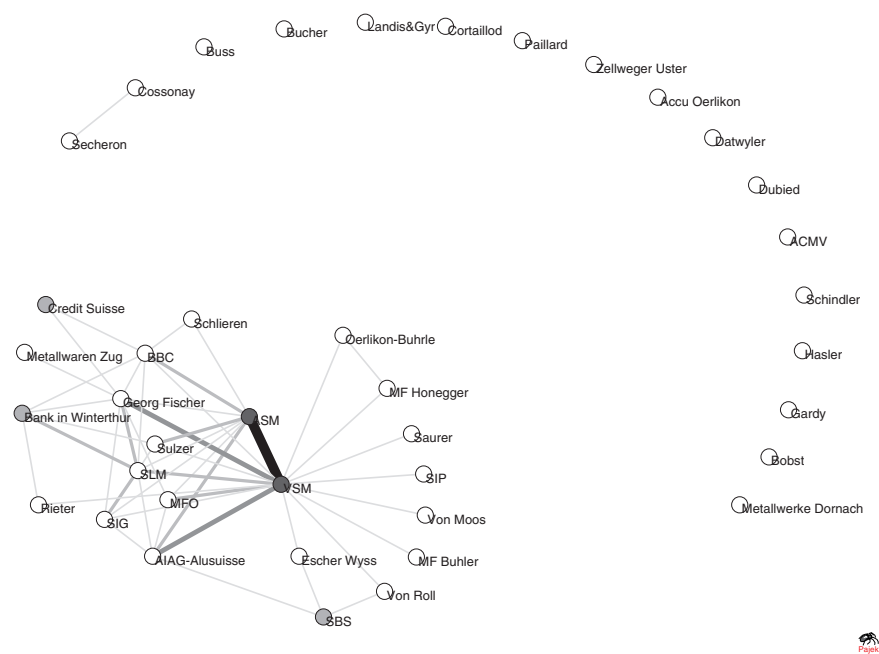 Landis&Gyr
Cortaillod
Bucher
Paillard
Buss
Zellweger Uster
Cossonay
Accu Oerlikon
Datwyler
Secheron
Dubied
ACMV
Schindler
Credit Suisse
Schlieren
Oerlikon-Buhrle
Hasler
Metallwaren Zug
BBC
MF Honegger
Georg Fischer
Gardy
Bank in Winterthur
ASM
Saurer
Sulzer
Bobst
SLM
SIP
VSM
MFO
Rieter
Metallwerke Dornach
Von Moos
SIG
AIAG-Alusuisse
Escher Wyss
MF Buhler
Von Roll
SBS
Pajek